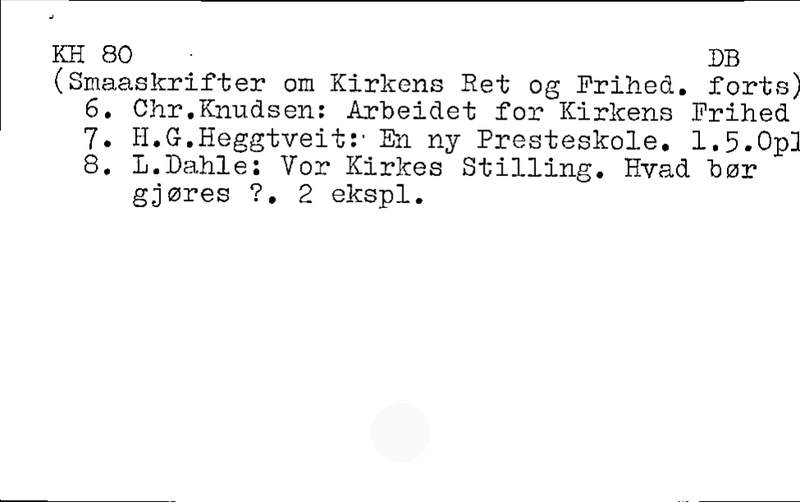 KH 80 DB
(Smaaskrifter om Kirkens Ret og Frihed. forts)
6. Chr.Knudsen: Arbeidet for Kirkens Frihed
7. H.G.Heggtveit: En ny Presteskole. 1.5.Opl
8. L.Dahle: Vor Kirkes Stilling. Hvad bør
gjøres ?. 2 ekspl.